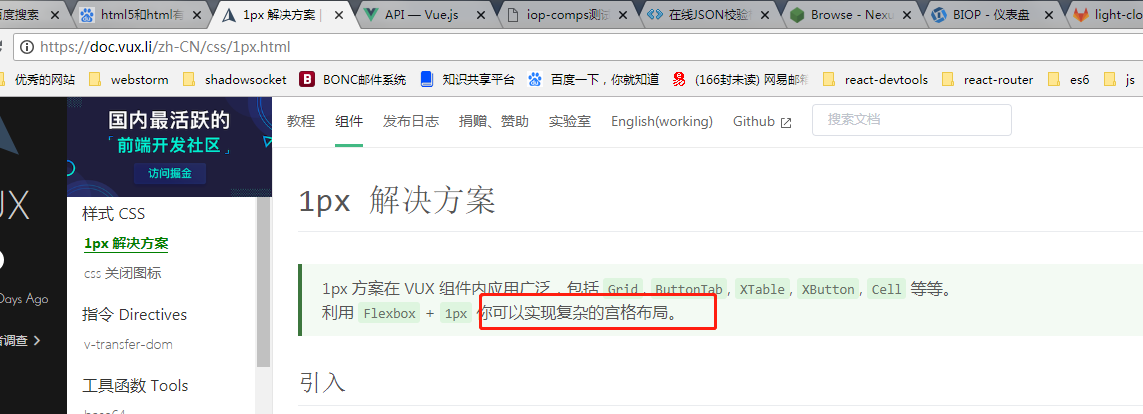 百度搜索
html5和html有
1px 解决方案 |
API — Vue.js
iop-comps测试
在线JSON校验
Browse - Nexu
BIOP - 仪表盘
light-clo
https://doc.vux.li/zh-CN/css/1px.html
优秀的网站
webstorm
shadowsocket
BONC邮件系统
知识共享平台
百度一下，你就知道
(166封未读) 网易邮
react-devtools
react-router
es6
js
国内最活跃的
「前端开发社区」
访问掘金
教程 组件 发布日志 捐赠、赞助 实验室 English(working) Github
搜索文档
UX
Days Ago
调查
样式 CSS
1px 解决方案
css 关闭图标
指令 Directives
v-transfer-dom
工具函数 Tools
base64
1px 解决方案
1px 方案在 VUX 组件内应用广泛，包括 Grid, ButtonTab, XTable, XButton, Cell 等等。
利用 Flexbox + 1px 你可以实现复杂的宫格布局。
引入